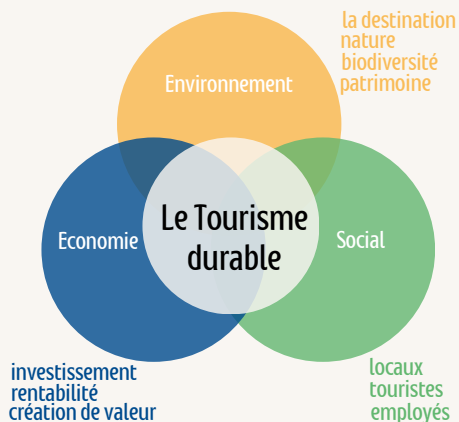 la destination
nature
biodiversité
patrimoine
Environnement
Le Tourisme
durable
Economie
Social
investissement
rentabilité
création de valeur
locaux
touristes
employés